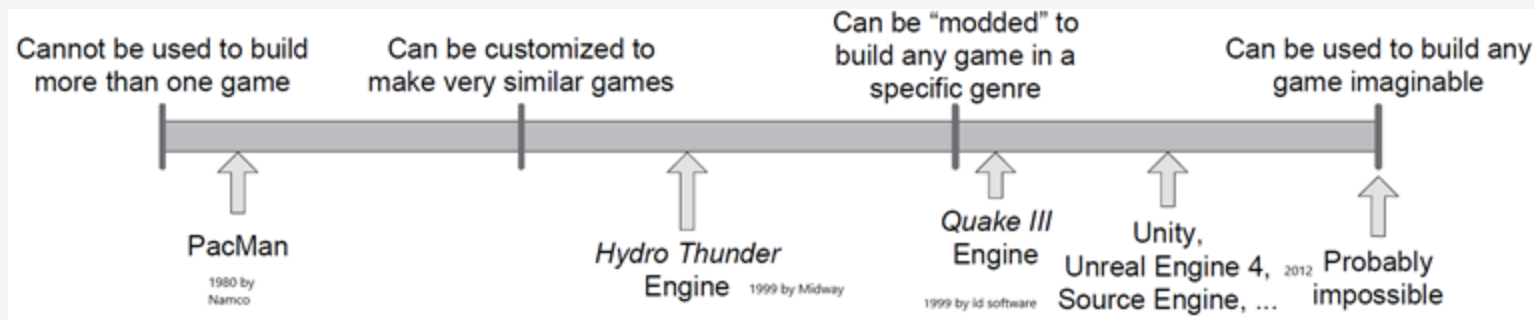 Cannot be used to build
more than one game
Can be customized to
make very similar games
Can be “modded” to
build any game in a
specific genre
Can be used to build any
game imaginable
PacMan
1980 by
Namco
Hydro Thunder
Engine
1999 by Midway
Quake III
Engine
1999 by id software
Unity,
Unreal Engine 4,
Source Engine, ...
2012
Probably
impossible